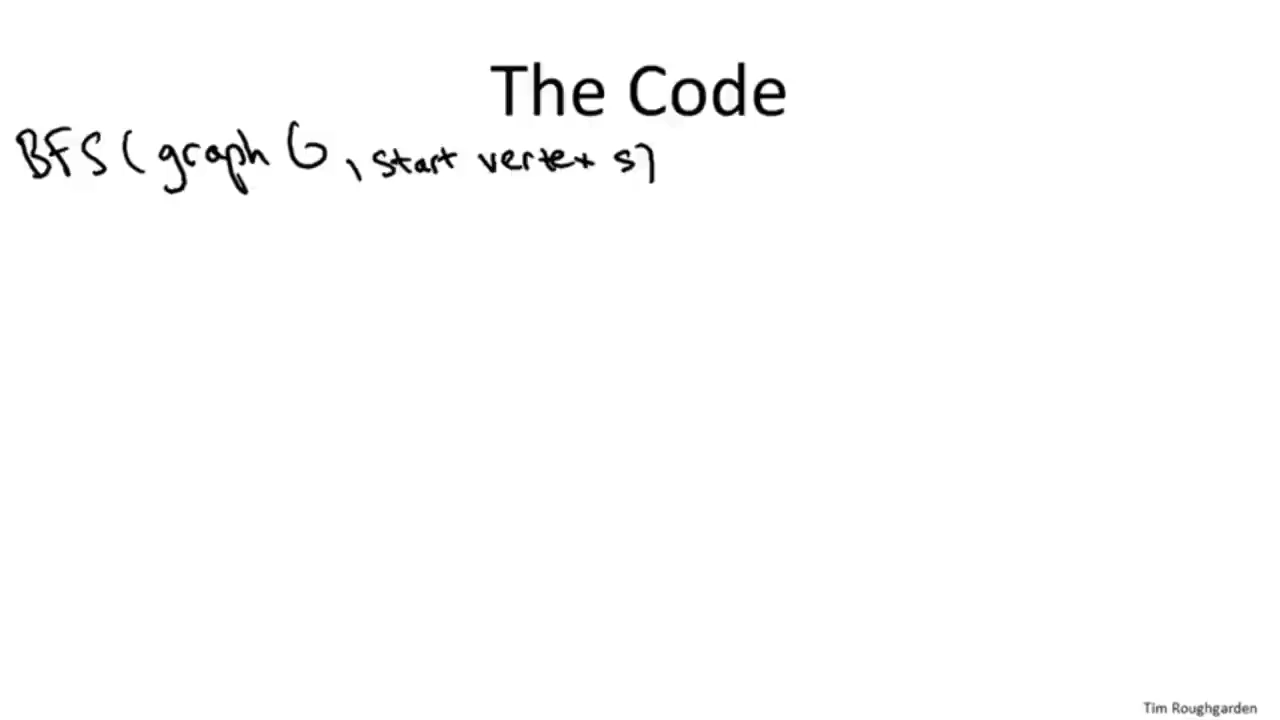 The Code
BFS (graph G, start vertex s)
Tim Roughgarden